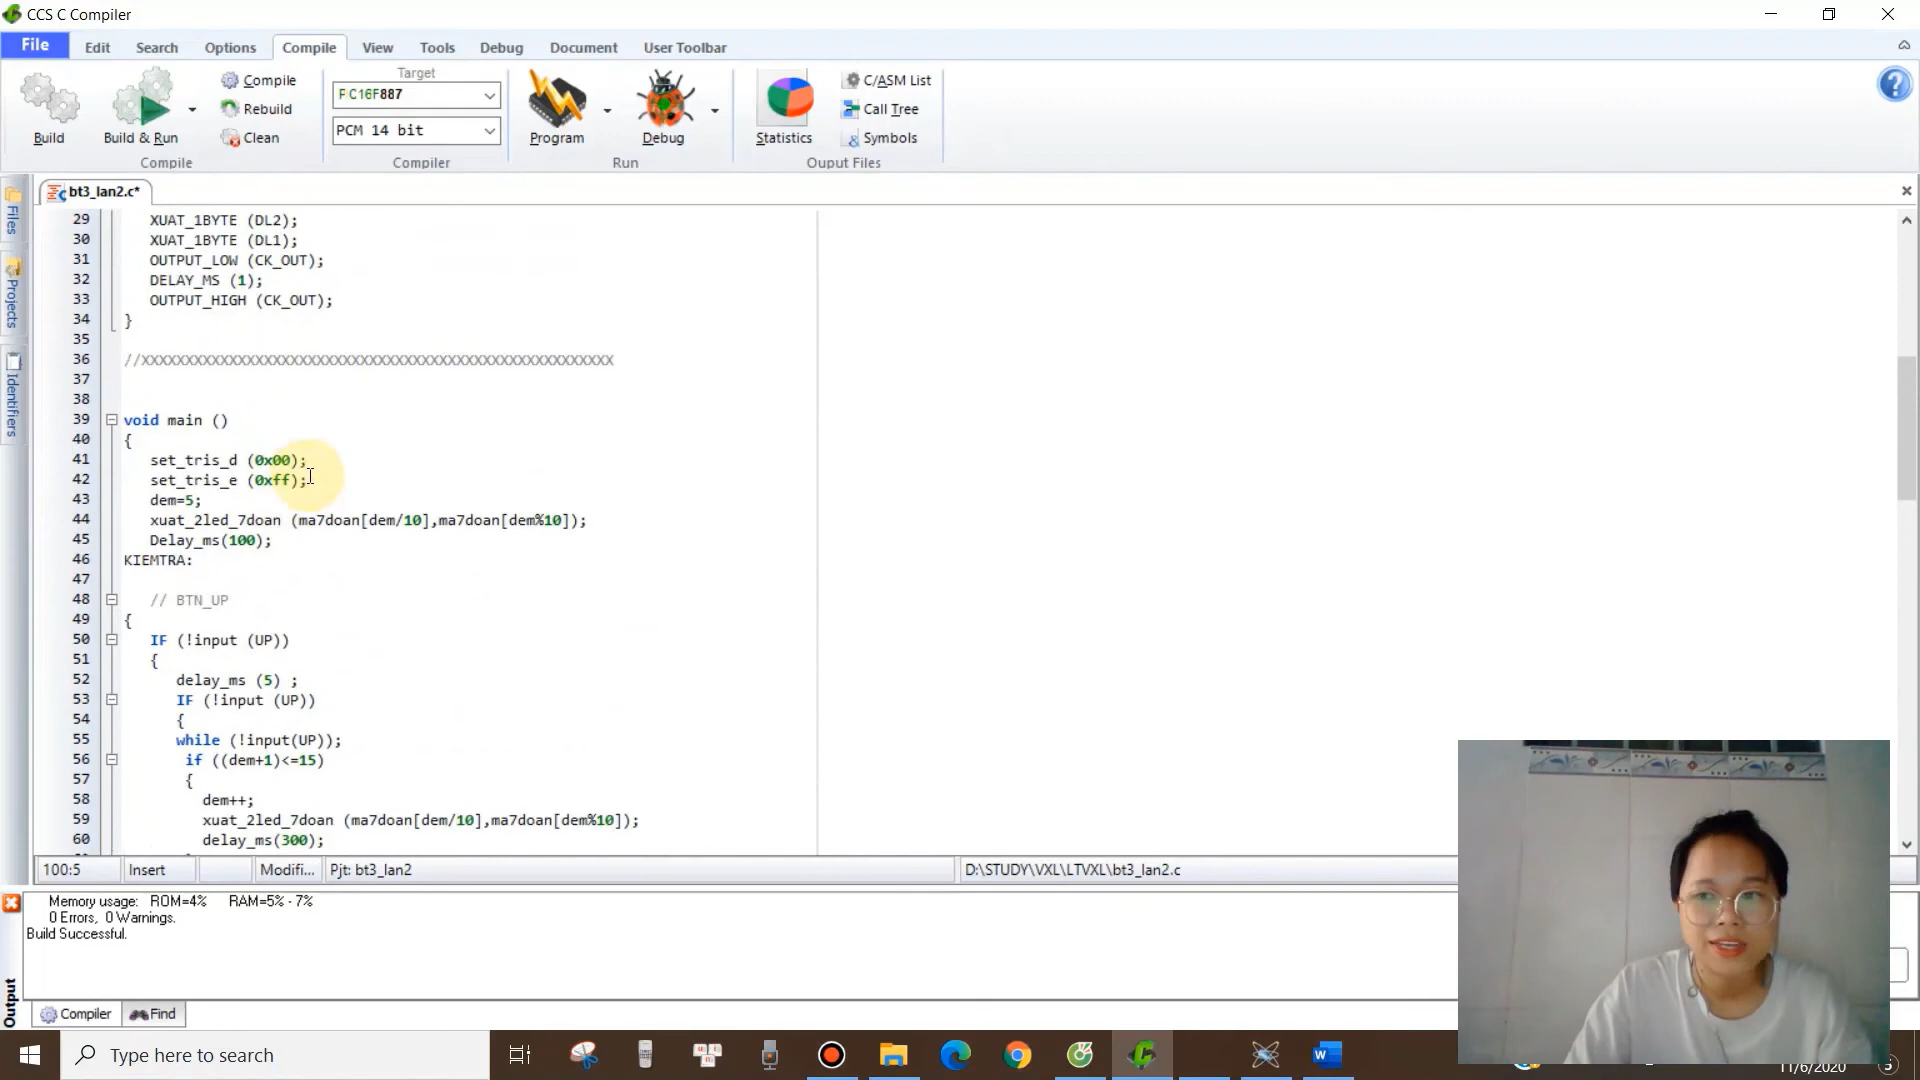 CCS C Compiler
File Edit Search Options Compile View Tools Debug Document User Toolbar
Build
Build & Run
Compile
Rebuild
Clean
Compile
Target
PIC16F887
PCM 14 bit
Compiler
Program
Debug
Run
Statistics
C/ASM List
Call Tree
Symbols
Ouput Files
Files
Projects
Identifiers
bt3_lan2.c*
29 XUAT_1BYTE (DL2);
30 XUAT_1BYTE (DL1);
31 OUTPUT_LOW (CK_OUT);
32 DELAY_MS (1);
33 OUTPUT_HIGH (CK_OUT);
34 }
35
36 //XXXXXXXXXXXXXXXXXXXXXXXXXXXXXXXXXXXXXXXXXXXXXXXXXXXXXX
37
38
39 void main ()
40 {
41 set_tris_d (0x00);
42 set_tris_e (0xff);
43 dem=5;
44 xuat_2led_7doan (ma7doan[dem/10],ma7doan[dem%10]);
45 Delay_ms(100);
46 KIEMTRA:
47
48 // BTN_UP
49 {
50 IF (!input (UP))
51 {
52 delay_ms (5) ;
53 IF (!input (UP))
54 {
55 while (!input(UP));
56 if ((dem+1)<=15)
57 {
58 dem++;
59 xuat_2led_7doan (ma7doan[dem/10],ma7doan[dem%10]);
60 delay_ms(300);
100:5 Insert Modifi... Pjt: bt3_lan2 D:\STUDY\VXL\LTVXL\bt3_lan2.c
Memory usage: ROM=4% RAM=5% - 7%
0 Errors, 0 Warnings.
Build Successful.
Output
Compiler Find
Type here to search
11/6/2020
5